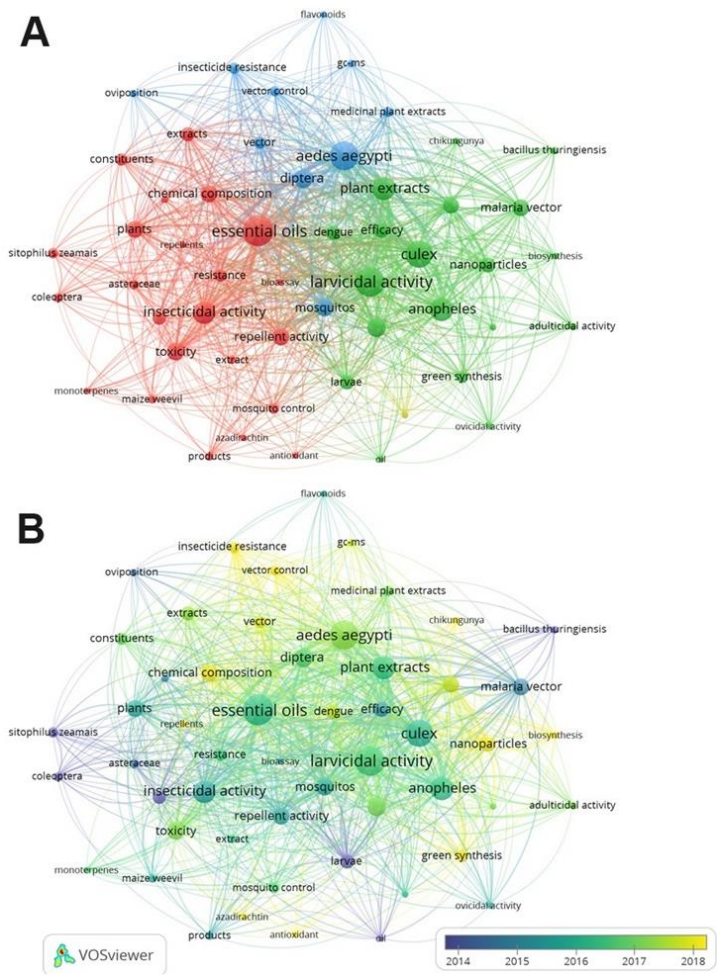 A
flavonoids
insecticide resistance
gc-ms
oviposition
vector control
medicinal plant extracts
extracts
vector
chikungunya
bacillus thuringiensis
constituents
aedes aegypti
diptera
chemical composition
plant extracts
malaria vector
plants
essential oils
dengue
efficacy
repellents
sitophilus zeamais
culex
biosynthesis
nanoparticles
coleoptera
asteraceae
resistance
bioassay
larvicidal activity
insecticidal activity
mosquitos
anopheles
adulticidal activity
repellent activity
toxicity
extract
larvae
green synthesis
monoterpenes
maize weevil
mosquito control
ovicidal activity
azadirachtin
products
antioxidant
oil
B
flavonoids
insecticide resistance
gc-ms
oviposition
vector control
medicinal plant extracts
extracts
vector
chikungunya
bacillus thuringiensis
constituents
aedes aegypti
diptera
chemical composition
plant extracts
malaria vector
plants
essential oils
dengue
efficacy
repellents
sitophilus zeamais
culex
biosynthesis
nanoparticles
coleoptera
asteraceae
resistance
bioassay
larvicidal activity
insecticidal activity
mosquitos
anopheles
adulticidal activity
repellent activity
toxicity
extract
larvae
green synthesis
monoterpenes
maize weevil
mosquito control
ovicidal activity
azadirachtin
products
antioxidant
oil
VOSviewer
2014 2015 2016 2017 2018